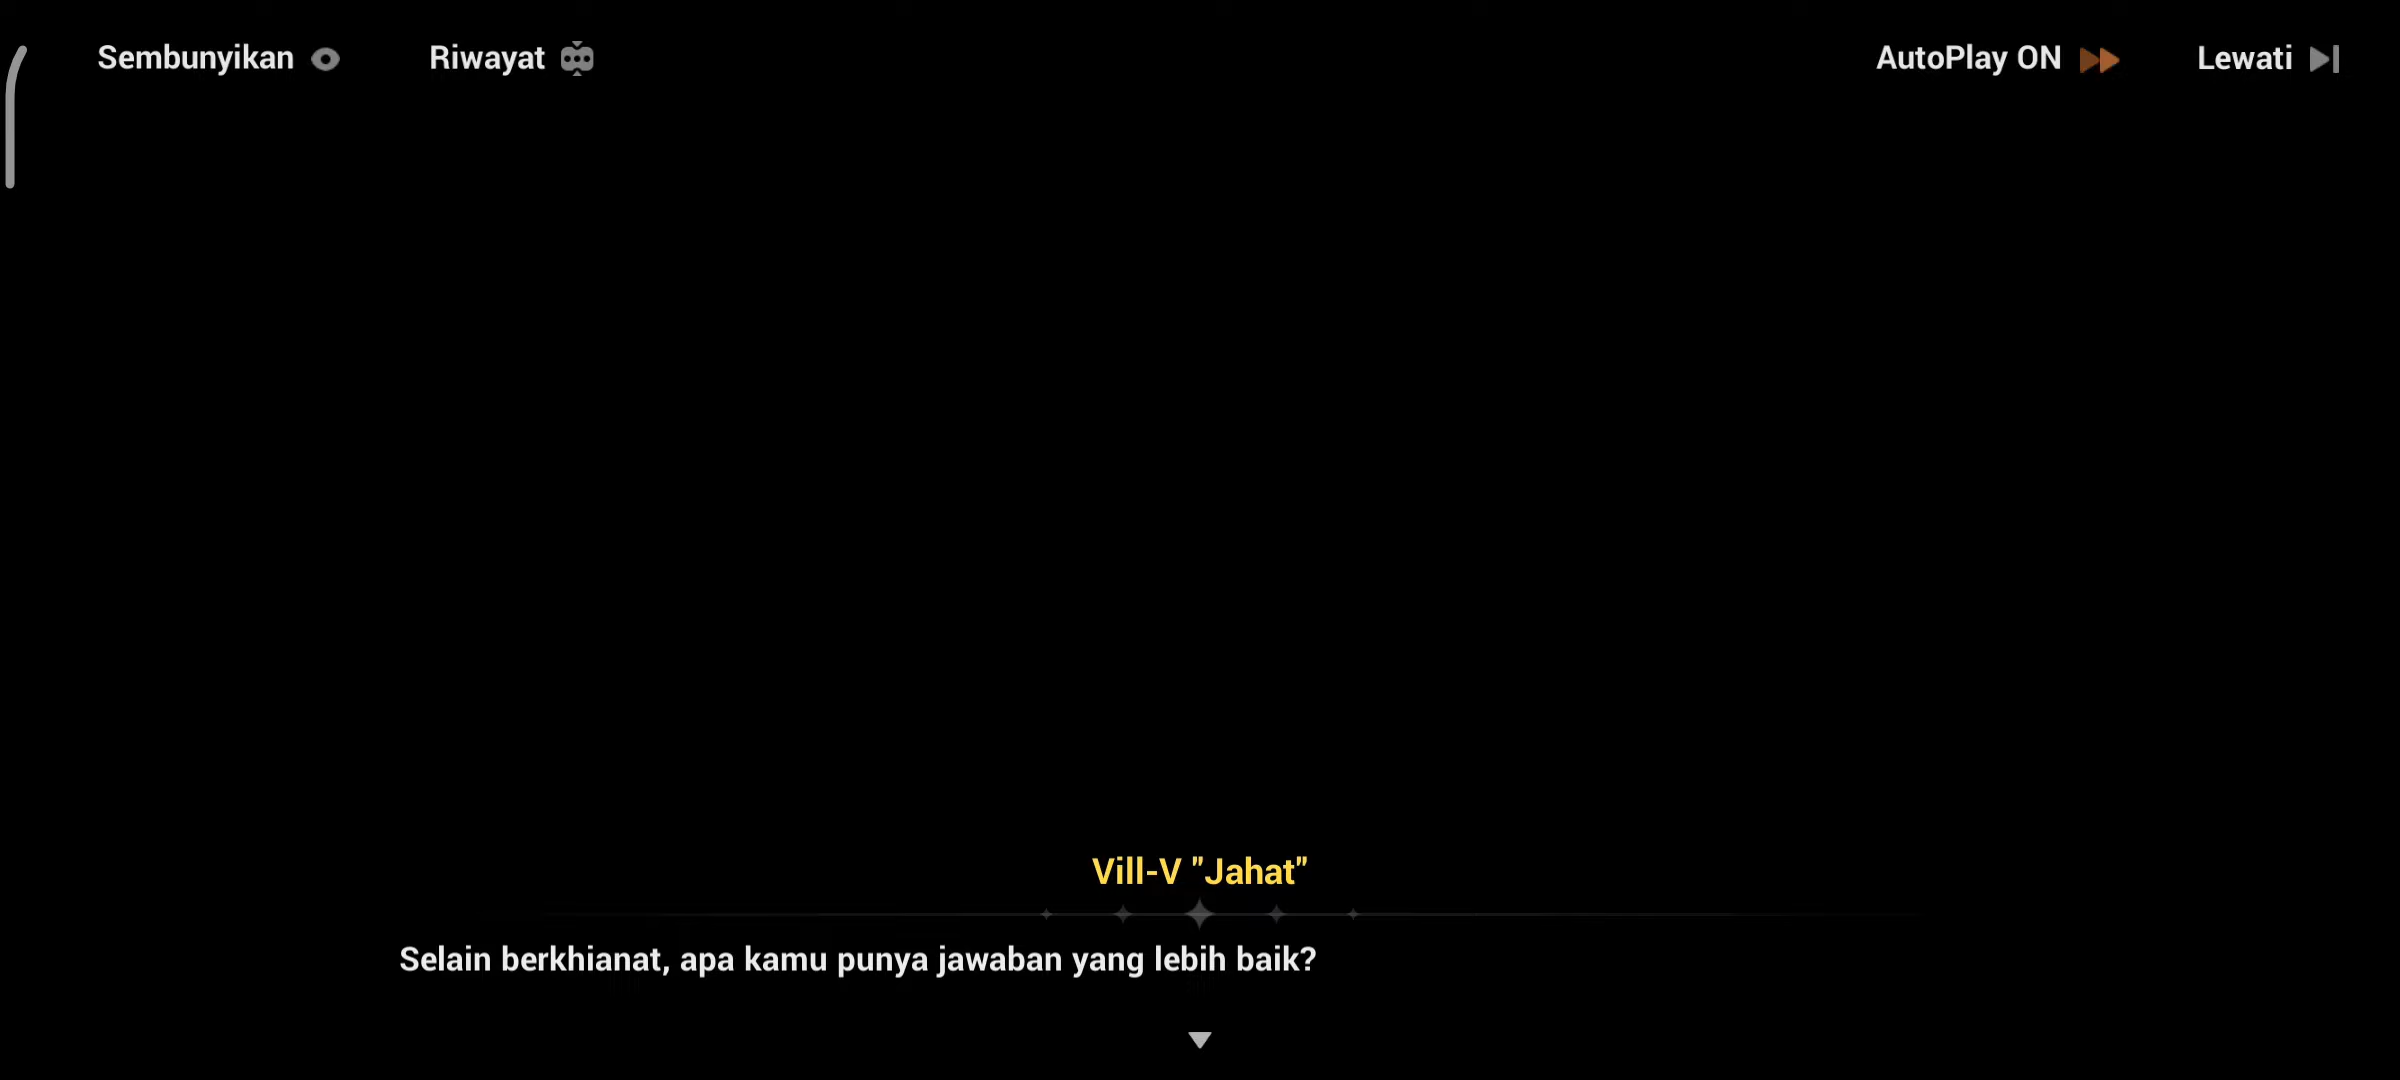 Sembunyikan
Riwayat
AutoPlay ON
Lewati
Vill-V "Jahat"
Selain berkhianat, apa kamu punya jawaban yang lebih baik?